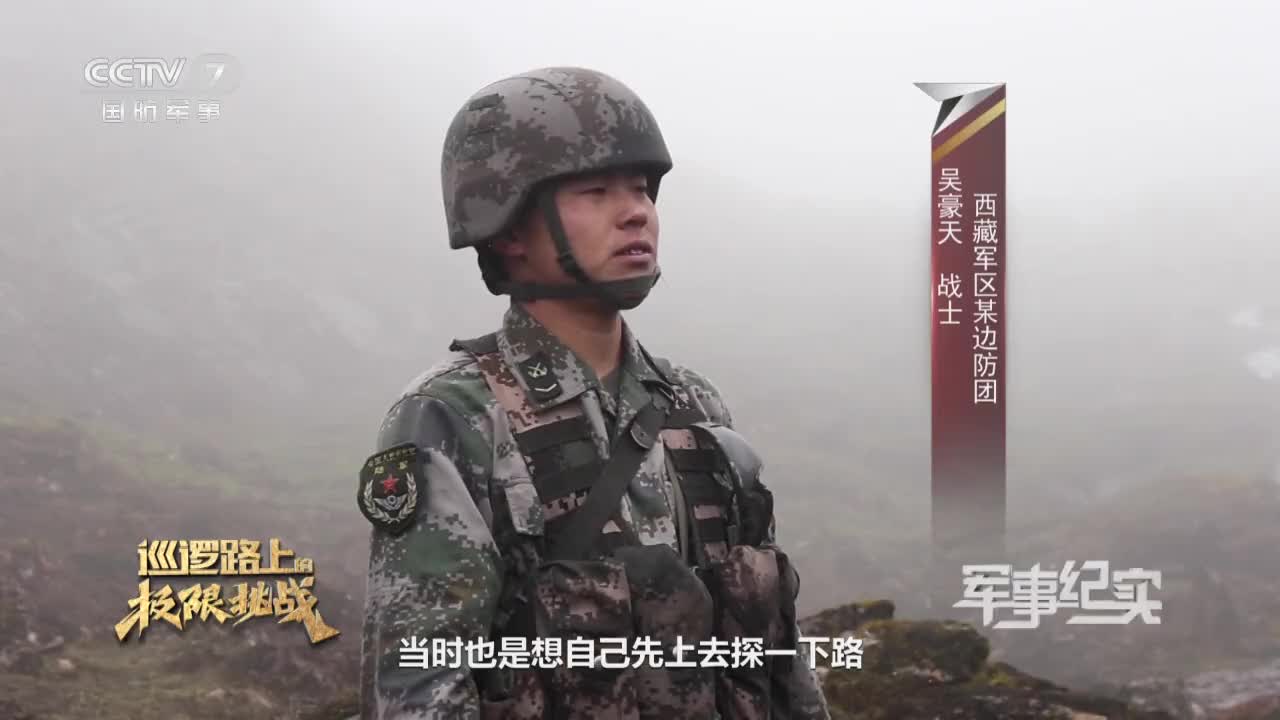 CCTV 7
国防军事
西藏军区某边防团
吴豪天 战士
陆军
巡逻路上的
极限挑战
军事纪实
当时也是想自己先上去探一下路